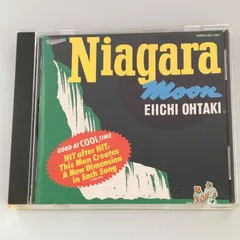 Niagara
Moon
EIICHI OHTAKI
GOOD AT COOL TIME
HIT after HIT,
This Man Creates
A New Dimension
in Each Song